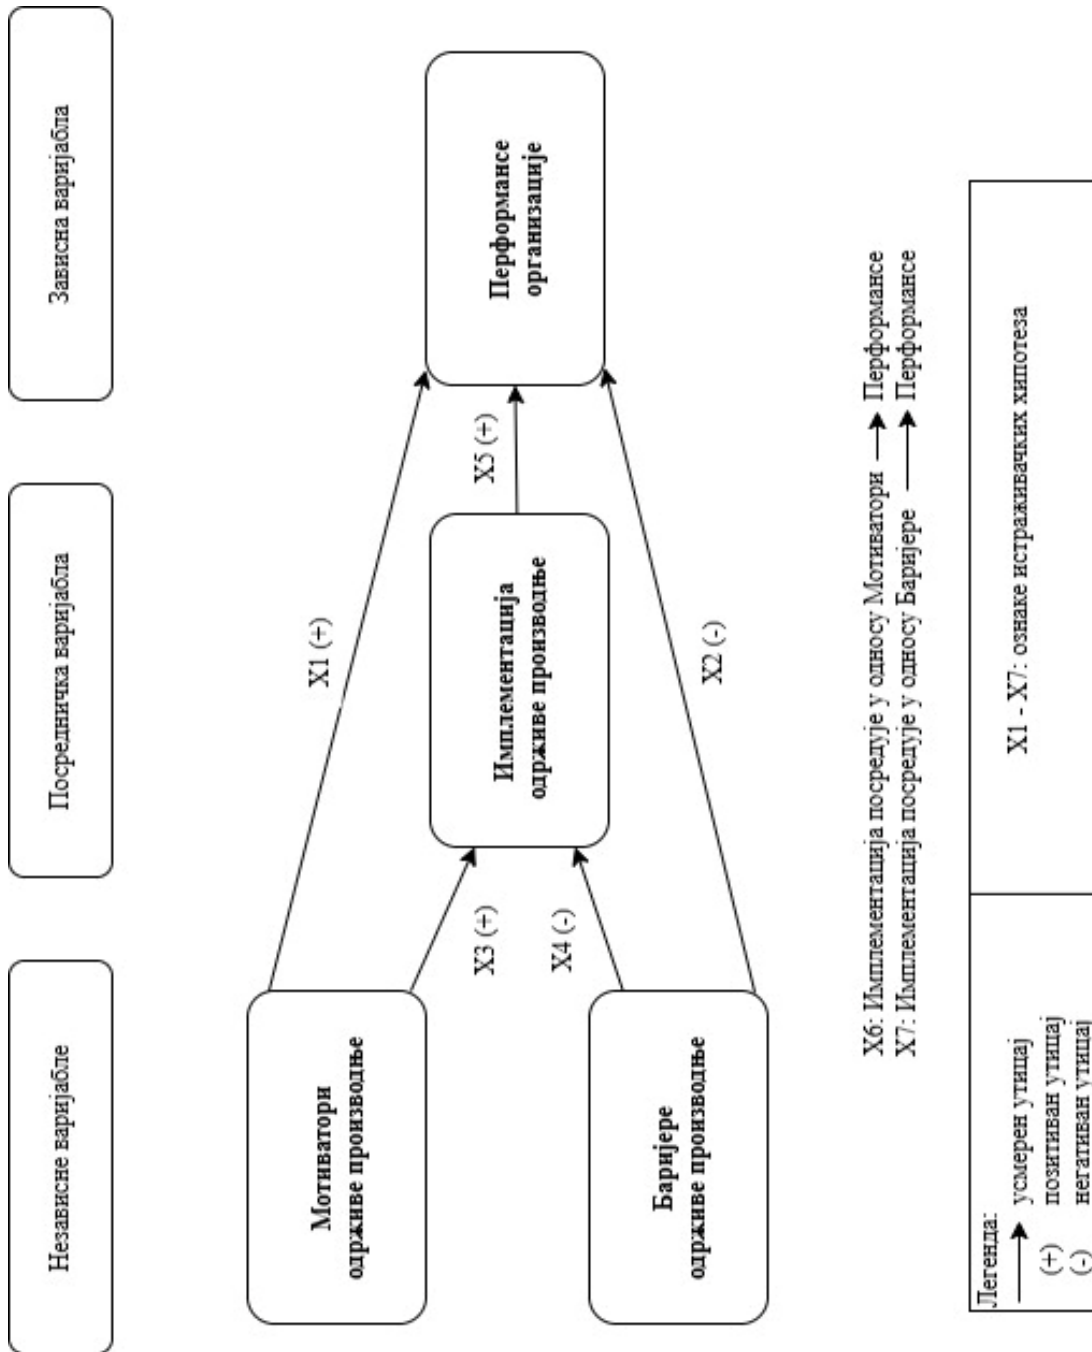 Независне варијабле
Посредничка варијабла
Зависна варијабла
Мотиватори
одрживе производње
X1 (+)
X3 (+)
Имплементација
одрживе производње
X5 (+)
Перформансе
организације
X4 (-)
Баријере
одрживе производње
X2 (-)
X6: Имплементација посредује у односу Мотиватори → Перформансе
X7: Имплементација посредује у односу Баријере → Перформансе
Легенда:
→ усмерен утицај
(+) позитиван утицај
(-) негативан утицај
X1 - X7: ознаке истраживачких хипотеза